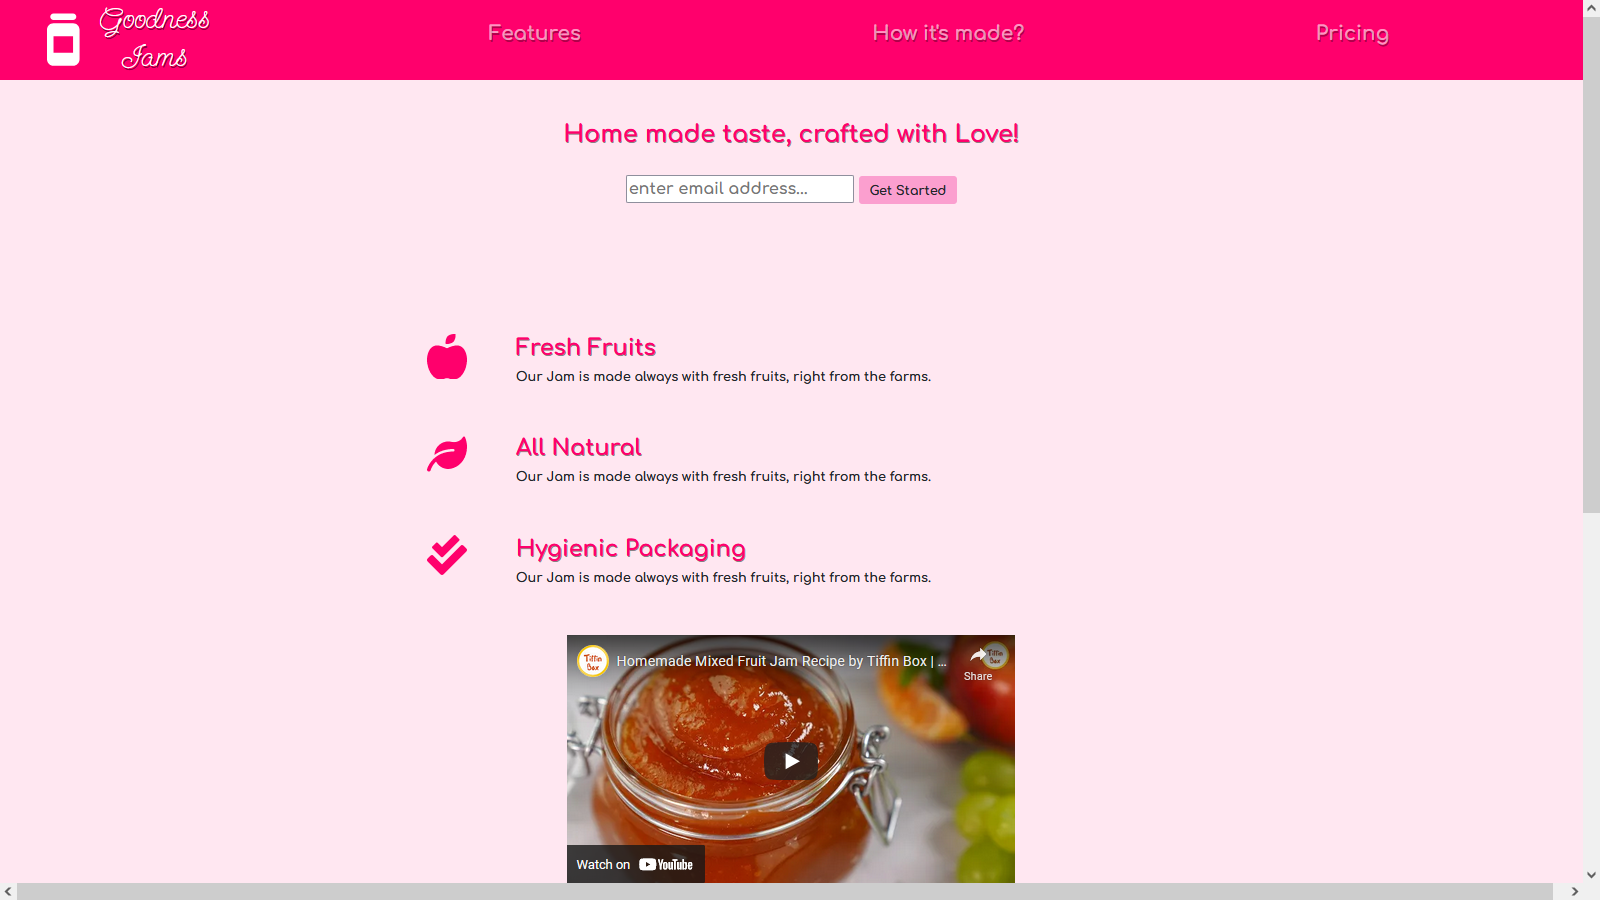 Goodness
Jams
Features
How it's made?
Pricing
Home made taste, crafted with Love!
enter email address...
Get Started
Fresh Fruits
Our Jam is made always with fresh fruits, right from the farms.
All Natural
Our Jam is made always with fresh fruits, right from the farms.
Hygienic Packaging
Our Jam is made always with fresh fruits, right from the farms.
Tiffin
Box
Homemade Mixed Fruit Jam Recipe by Tiffin Box | ...
Tiffin
Box
Share
Watch on YouTube